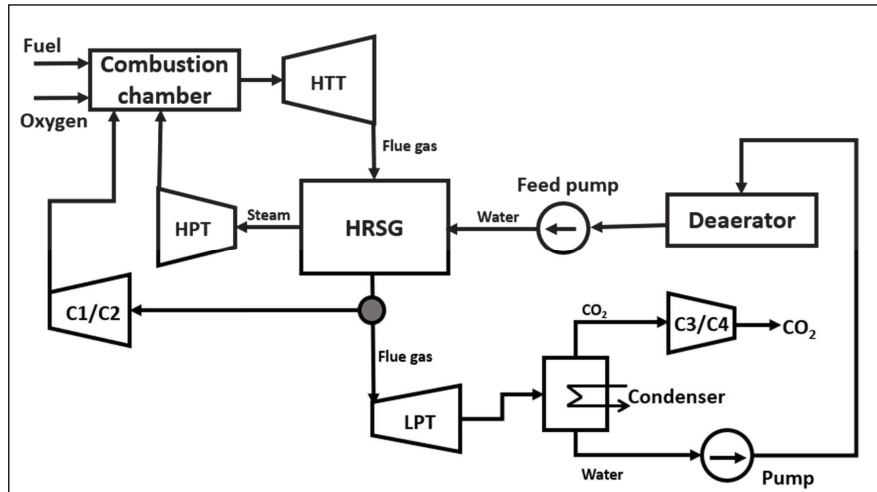 Fuel
Combustion
chamber
Oxygen
HTT
Flue gas
Feed pump
Deaerator
Water
HRSG
Steam
HPT
C1/C2
Flue gas
CO₂
C3/C4
CO₂
LPT
Condenser
Water
Pump